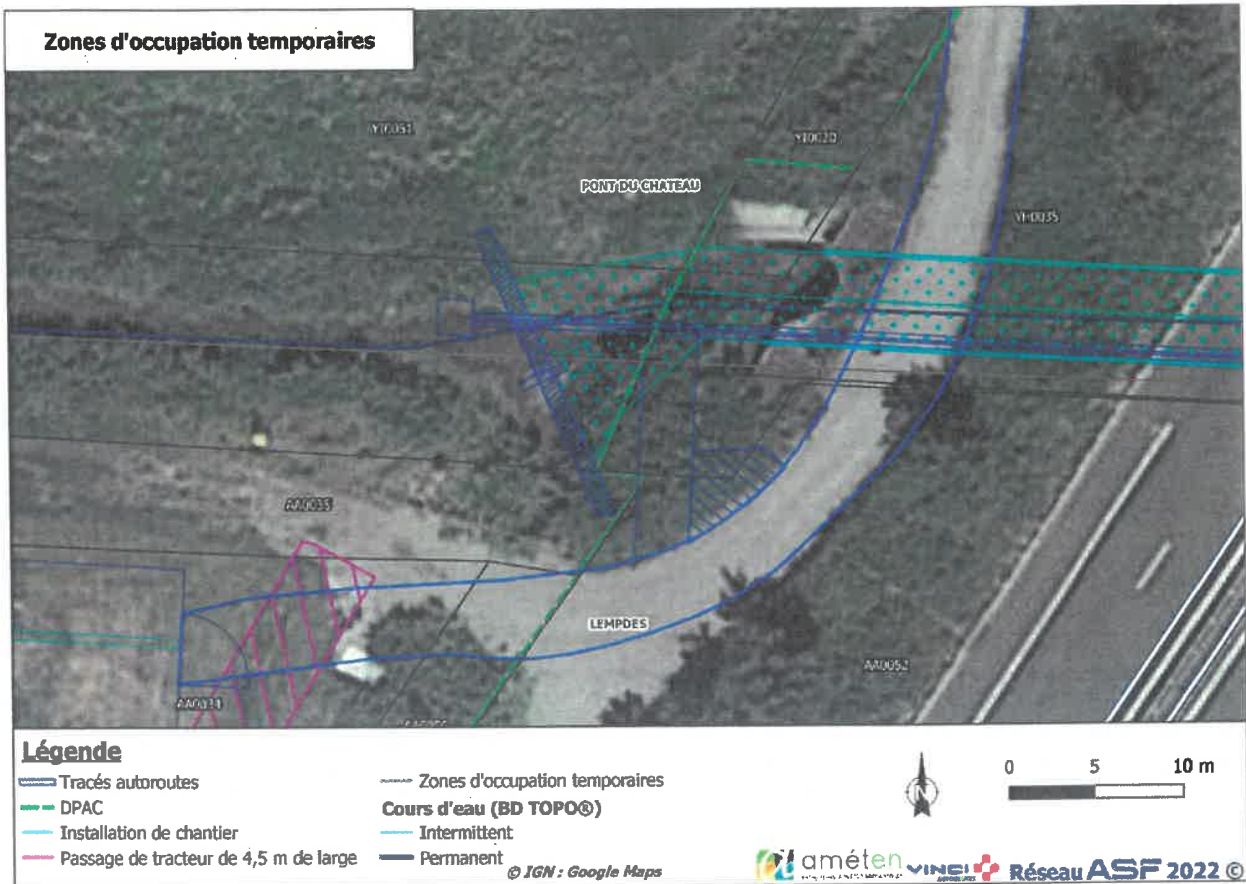 Zones d'occupation temporaires
YI0051
YI0020
PONT DU CHATEAU
YH0035
AA0035
LEMPDES
AA0052
AA0034
Légende
Tracés autoroutes
DPAC
Installation de chantier
Passage de tracteur de 4,5 m de large
Zones d'occupation temporaires
Cours d'eau (BD TOPO®)
Intermittent
Permanent
© IGN : Google Maps
N
0 5 10 m
améten
VINCI
AUTOROUTES
Réseau ASF 2022 ©